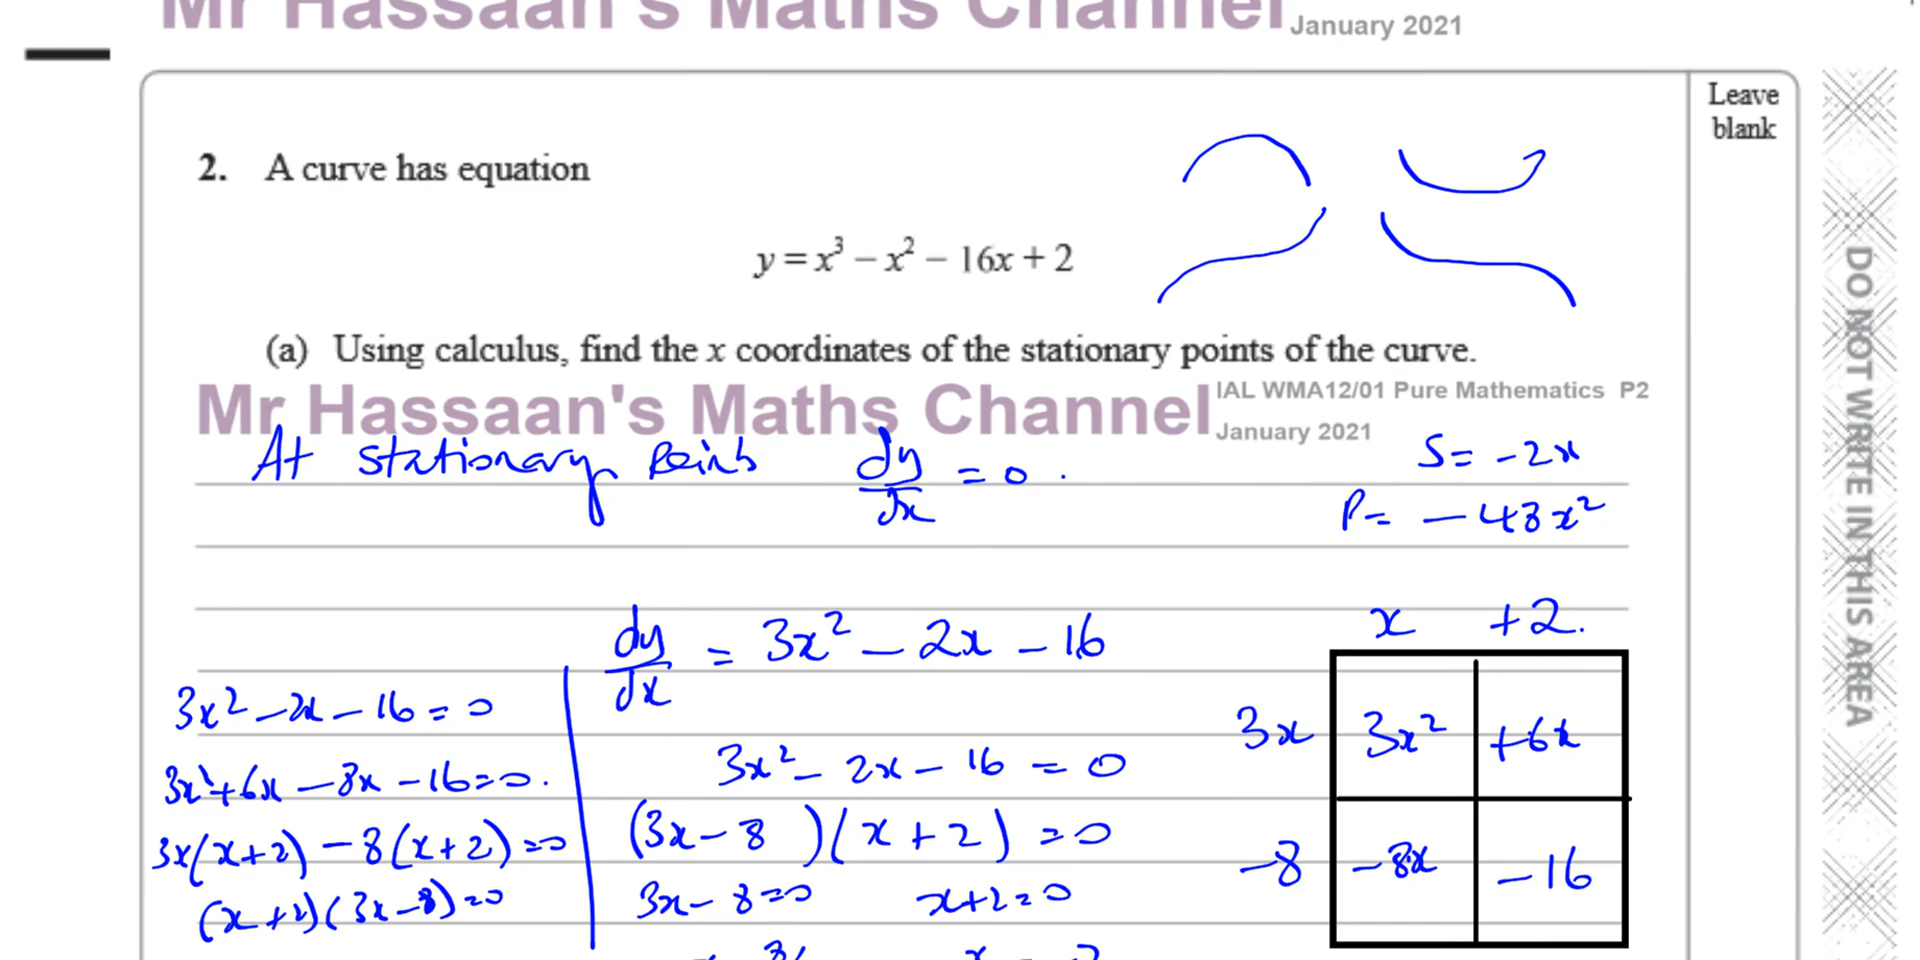 Mr Hassaan's Maths Channel January 2021
Leave
blank
2. A curve has equation
y = x³ − x² − 16x + 2
(a) Using calculus, find the x coordinates of the stationary points of the curve.
Mr Hassaan's Maths Channel IAL WMA12/01 Pure Mathematics P2
January 2021
At stationary points dy/dx = 0.
S = -2x
P = -48x²
dy/dx = 3x² - 2x - 16
3x² - 2x - 16 = 0
3x² + 6x - 8x - 16 = 0.
3x(x+2) - 8(x+2) = 0
(x+2)(3x-8) = 0
3x² - 2x - 16 = 0
(3x - 8)(x + 2) = 0
3x - 8 = 0 x + 2 = 0
x +2.
3x 3x² +6x
-8 -8x -16
DO NOT WRITE IN THIS AREA